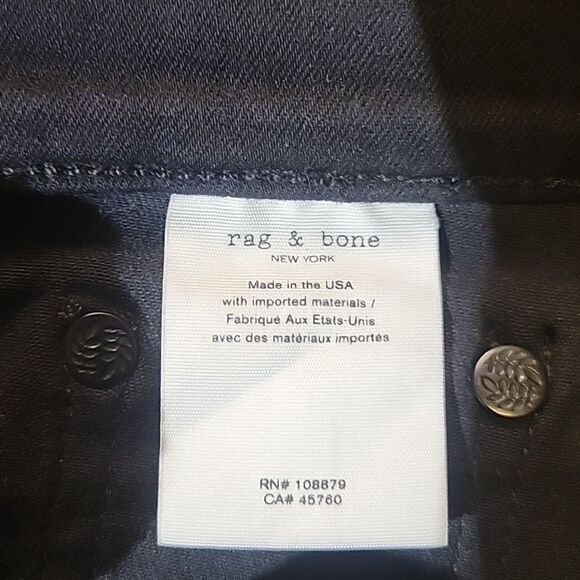 rag & bone
NEW YORK
Made in the USA
with imported materials /
Fabriqué Aux Etats-Unis
avec des matériaux importés
RN# 108879
CA# 45760